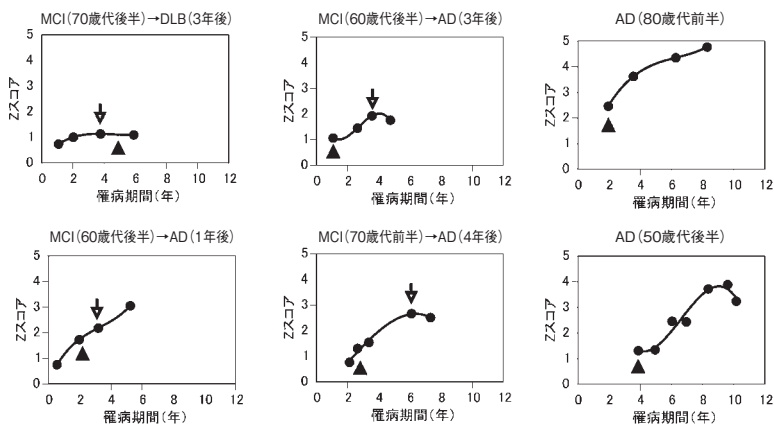 MCI(70歳代後半)→DLB(3年後)
5
4
3
2
1
0
Zスコア
0 2 4 6 8 10 12
罹病期間(年)
MCI(60歳代後半)→AD(3年後)
5
4
3
2
1
0
Zスコア
0 2 4 6 8 10 12
罹病期間(年)
AD(80歳代前半)
5
4
3
2
1
0
Zスコア
0 2 4 6 8 10 12
罹病期間(年)
MCI(60歳代後半)→AD(1年後)
5
4
3
2
1
0
Zスコア
0 2 4 6 8 10 12
罹病期間(年)
MCI(70歳代前半)→AD(4年後)
5
4
3
2
1
0
Zスコア
0 2 4 6 8 10 12
罹病期間(年)
AD(50歳代後半)
5
4
3
2
1
0
Zスコア
0 2 4 6 8 10 12
罹病期間(年)